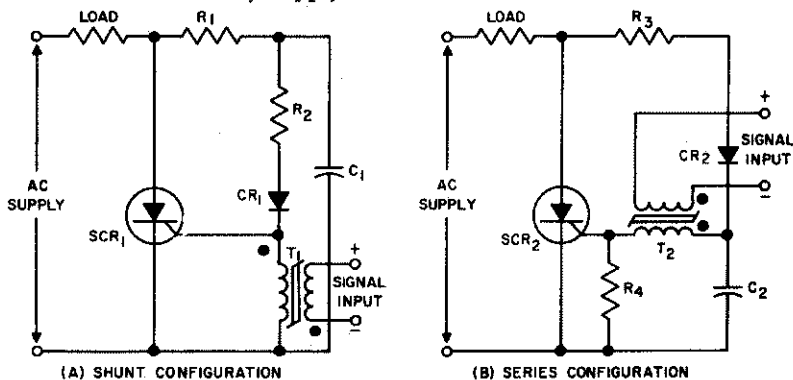 LOAD
R1
R2
C1
CR1
AC
SUPPLY
SCR1
T1
+
SIGNAL
INPUT
−
(A) SHUNT CONFIGURATION
LOAD
R3
+
CR2
SIGNAL
INPUT
−
AC
SUPPLY
SCR2
T2
R4
C2
(B) SERIES CONFIGURATION